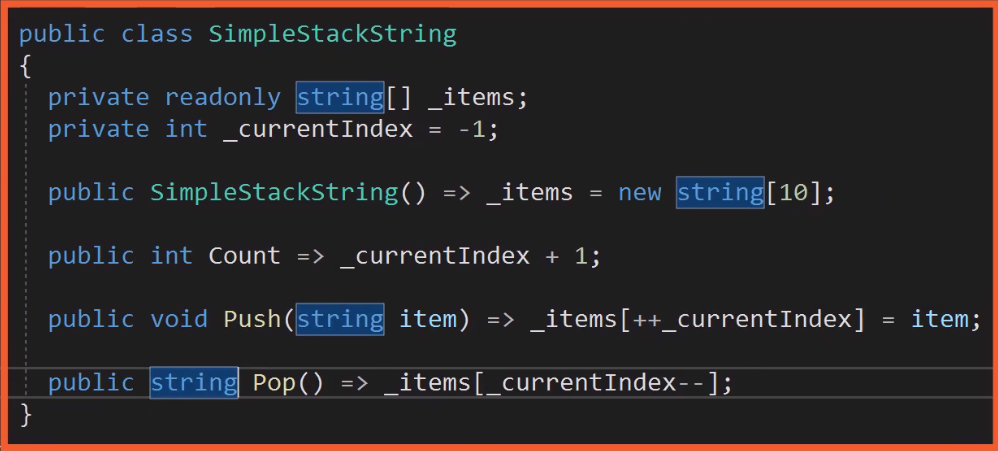 public class SimpleStackString
{
private readonly string[] _items;
private int _currentIndex = -1;
public SimpleStackString() => _items = new string[10];
public int Count => _currentIndex + 1;
public void Push(string item) => _items[++_currentIndex] = item;
public string Pop() => _items[_currentIndex--];
}